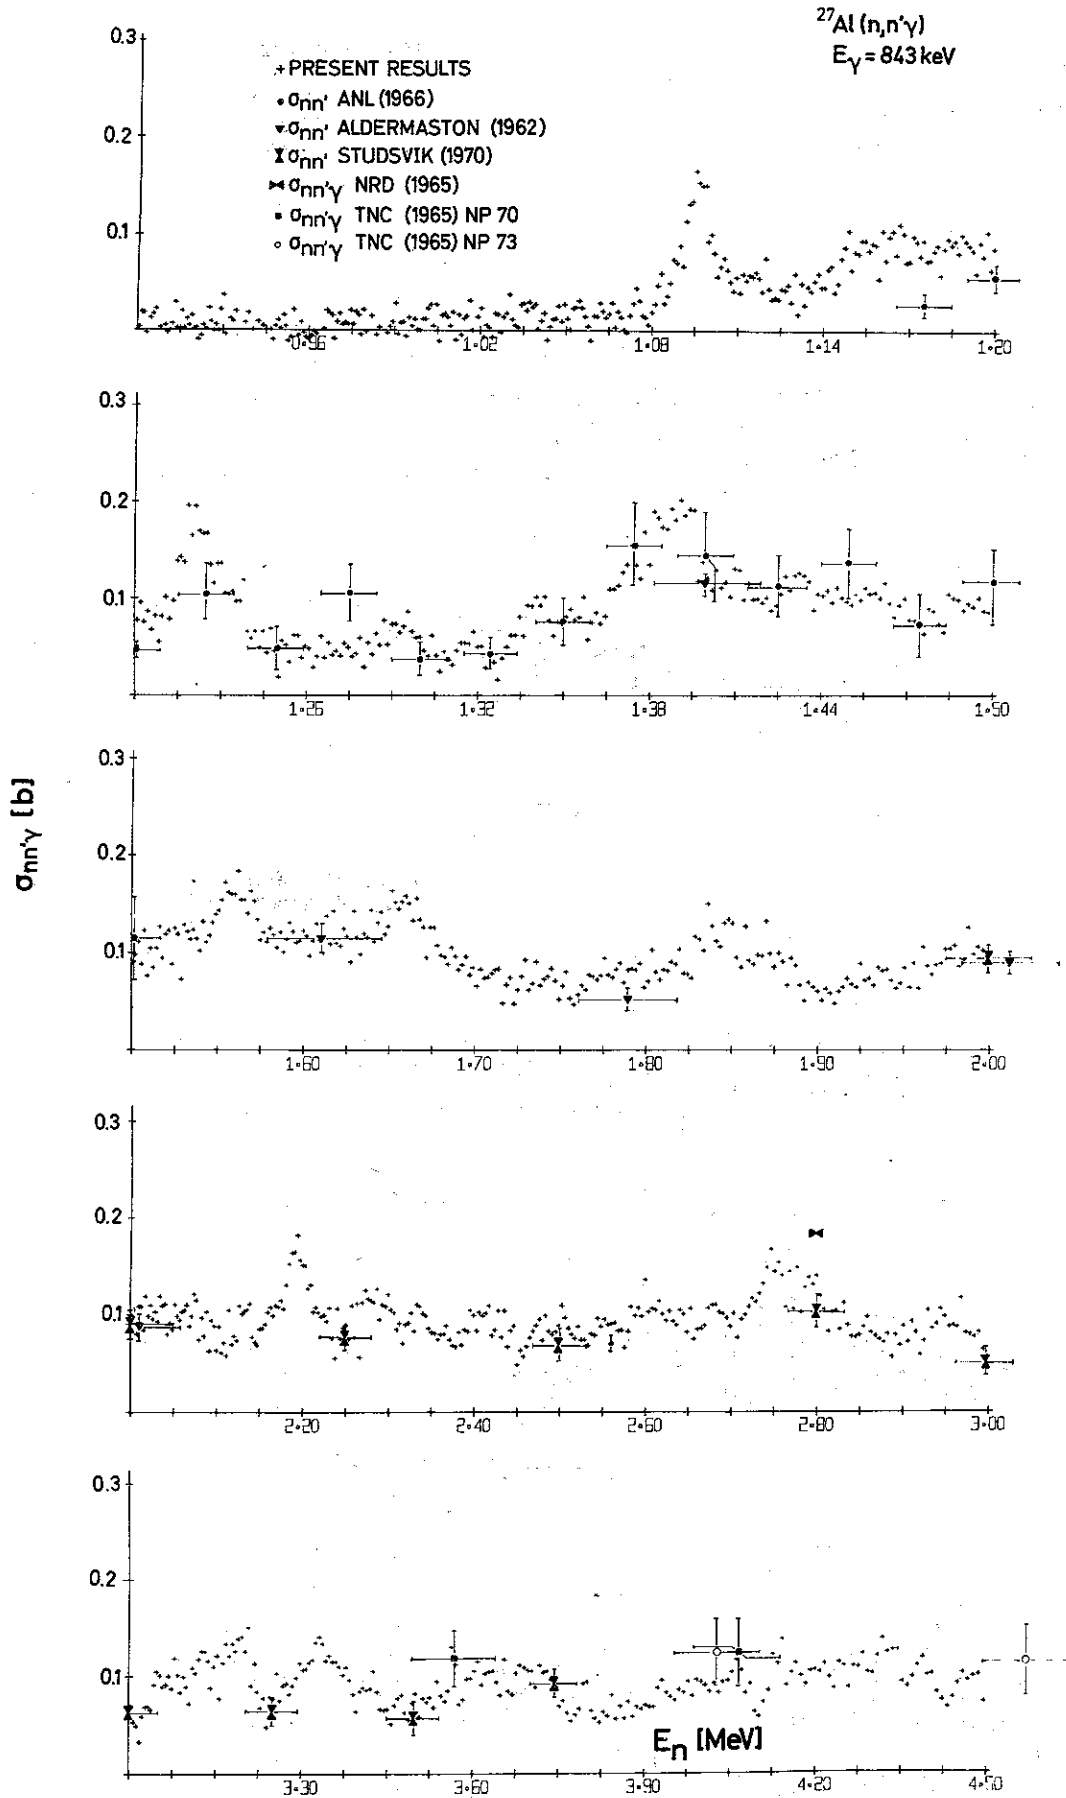 27Al (n,n'γ)
Eγ = 843 keV
0.3
+ PRESENT RESULTS
• σnn' ANL (1966)
▼ σnn' ALDERMASTON (1962)
σnn' STUDSVIK (1970)
σnn'γ NRD (1965)
▪ σnn'γ TNC (1965) NP 70
○ σnn'γ TNC (1965) NP 73
0.2
0.1
0.96 1.02 1.08 1.14 1.20
0.3
0.2
0.1
1.26 1.32 1.38 1.44 1.50
0.3
0.2
0.1
1.60 1.70 1.80 1.90 2.00
σnn'γ [b]
0.3
0.2
0.1
2.20 2.40 2.60 2.80 3.00
0.3
0.2
0.1
En [MeV]
3.30 3.60 3.90 4.20 4.50